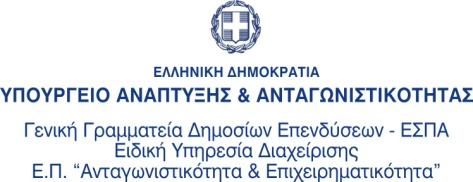 ΕΛΛΗΝΙΚΗ ΔΗΜΟΚΡΑΤΙΑ
ΥΠΟΥΡΓΕΙΟ ΑΝΑΠΤΥΞΗΣ & ΑΝΤΑΓΩΝΙΣΤΙΚΟΤΗΤΑΣ
Γενική Γραμματεία Δημοσίων Επενδύσεων - ΕΣΠΑ
Ειδική Υπηρεσία Διαχείρισης
Ε.Π. “Ανταγωνιστικότητα & Επιχειρηματικότητα”